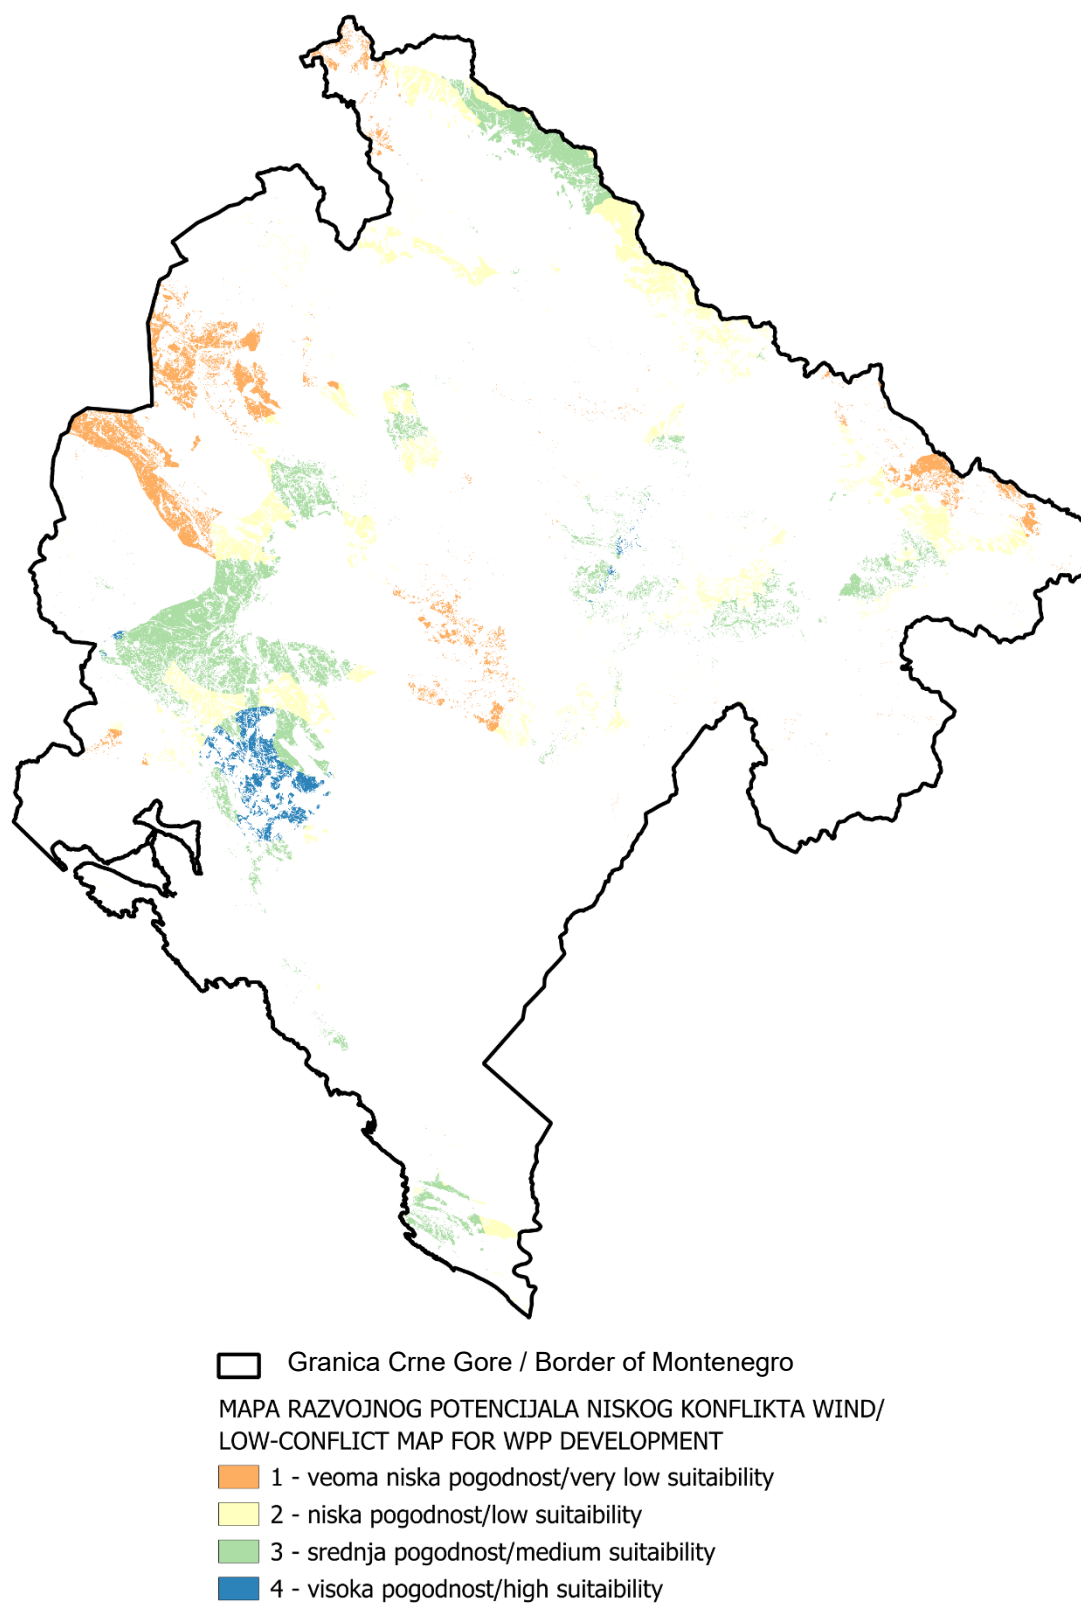 Granica Crne Gore / Border of Montenegro
MAPA RAZVOJNOG POTENCIJALA NISKOG KONFLIKTA WIND/
LOW-CONFLICT MAP FOR WPP DEVELOPMENT
1 - veoma niska pogodnost/very low suitaibility
2 - niska pogodnost/low suitaibility
3 - srednja pogodnost/medium suitaibility
4 - visoka pogodnost/high suitaibility